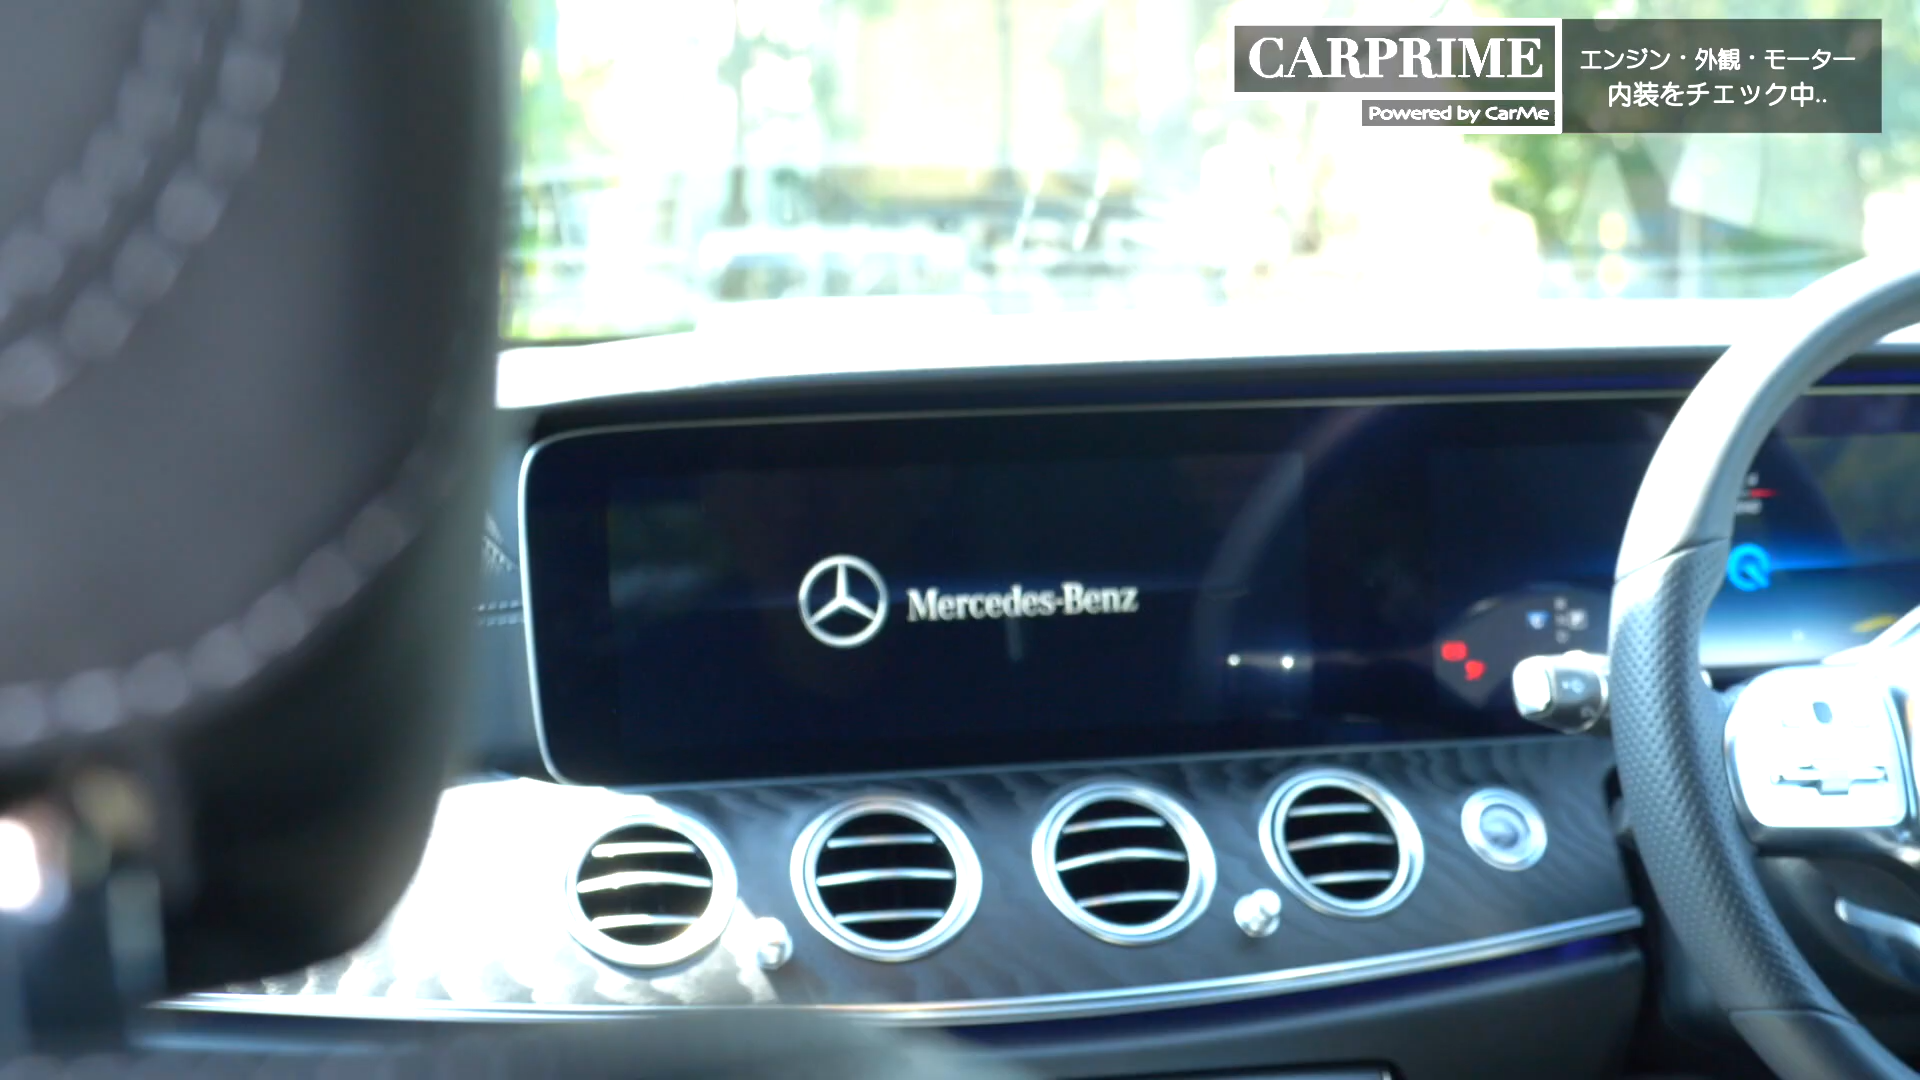 CARPRIME
Powered by CarMe
エンジン・外観・モーター
内装をチェック中..
Mercedes-Benz